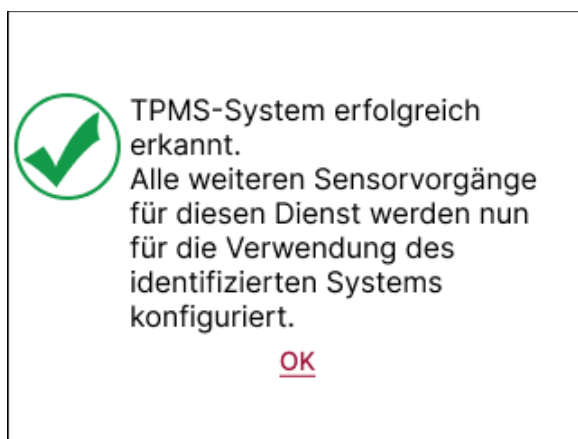 TPMS-System erfolgreich
erkannt.
Alle weiteren Sensorvorgänge
für diesen Dienst werden nun
für die Verwendung des
identifizierten Systems
konfiguriert.
OK